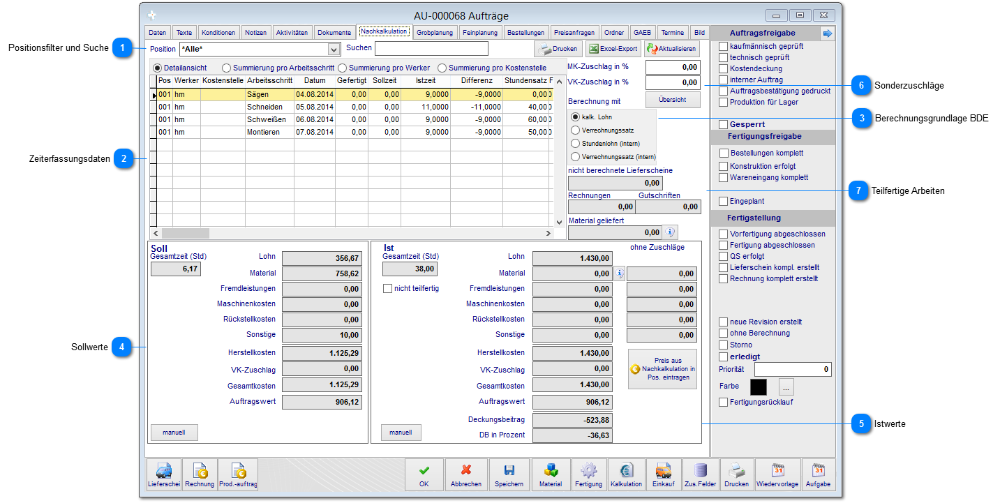 AU-000068 Aufträge
Daten Texte Konditionen Notizen Aktivitäten Dokumente Nachkalkulation Grobplanung Feinplanung Bestellungen Preisanfragen Ordner GAEB Termine Bild
Positionsfilter und Suche 1
Position *Alle* Suchen Drucken Excel-Export Aktualisieren
Detailansicht Summierung pro Arbeitsschritt Summierung pro Werker Summierung pro Kostenstelle
Pos Werker Kostenstelle Arbeitsschritt Datum Gefertigt Sollzeit Istzeit Differenz Stundensatz F
001 hm Sägen 04.08.2014 0,00 0,00 9,0000 -9,0000 0,00 0
001 hm Schneiden 05.08.2014 0,00 0,00 11,0000 -11,0000 40,00 0
001 hm Schweißen 06.08.2014 0,00 0,00 9,0000 -9,0000 60,00 0
001 hm Montieren 07.08.2014 0,00 0,00 9,0000 -9,0000 50,00 0
Zeiterfassungsdaten 2
MK-Zuschlag in % 0,00
VK-Zuschlag in % 0,00
6 Sonderzuschläge
Berechnung mit Übersicht
kalk. Lohn
3 Berechnungsgrundlage BDE
Verrechnungssatz
Stundenlohn (intern)
Verrechnungssatz (intern)
nicht berechnete Lieferscheine
0,00
7 Teilfertige Arbeiten
Rechnungen Gutschriften
0,00 0,00
Material geliefert
0,00
Soll
Gesamtzeit (Std)
6,17
Lohn 356,67
Material 758,62
Fremdleistungen 0,00
Maschinenkosten 0,00
Rückstellkosten 0,00
Sonstige 10,00
Sollwerte 4
Herstellkosten 1.125,29
VK-Zuschlag 0,00
Gesamtkosten 1.125,29
Auftragswert 906,12
manuell
Ist
Gesamtzeit (Std)
38,00
nicht teilfertig
ohne Zuschläge
Lohn 1.430,00
Material 0,00 0,00
Fremdleistungen 0,00 0,00
Maschinenkosten 0,00 0,00
Rückstellkosten 0,00 0,00
Sonstige 0,00 0,00
Herstellkosten 1.430,00
VK-Zuschlag 0,00
Gesamtkosten 1.430,00
Auftragswert 906,12
Deckungsbeitrag -523,88
DB in Prozent -36,63
Preis aus
Nachkalkulation in
Pos. eintragen
manuell
5 Istwerte
Auftragsfreigabe
kaufmännisch geprüft
technisch geprüft
Kostendeckung
interner Auftrag
Auftragsbestätigung gedruckt
Produktion für Lager
Gesperrt
Fertigungsfreigabe
Bestellungen komplett
Konstruktion erfolgt
Wareneingang komplett
Eingeplant
Fertigstellung
Vorfertigung abgeschlossen
Fertigung abgeschlossen
QS erfolgt
Lieferschein kompl. erstellt
Rechnung komplett erstellt
neue Revision erstellt
ohne Berechnung
Storno
erledigt
Priorität 0
Farbe ...
Fertigungsrücklauf
Lieferschei Rechnung Prod.-auftrag OK Abbrechen Speichern Material Fertigung Kalkulation Einkauf Zus.Felder Drucken Wiedervorlage Aufgabe
31 31